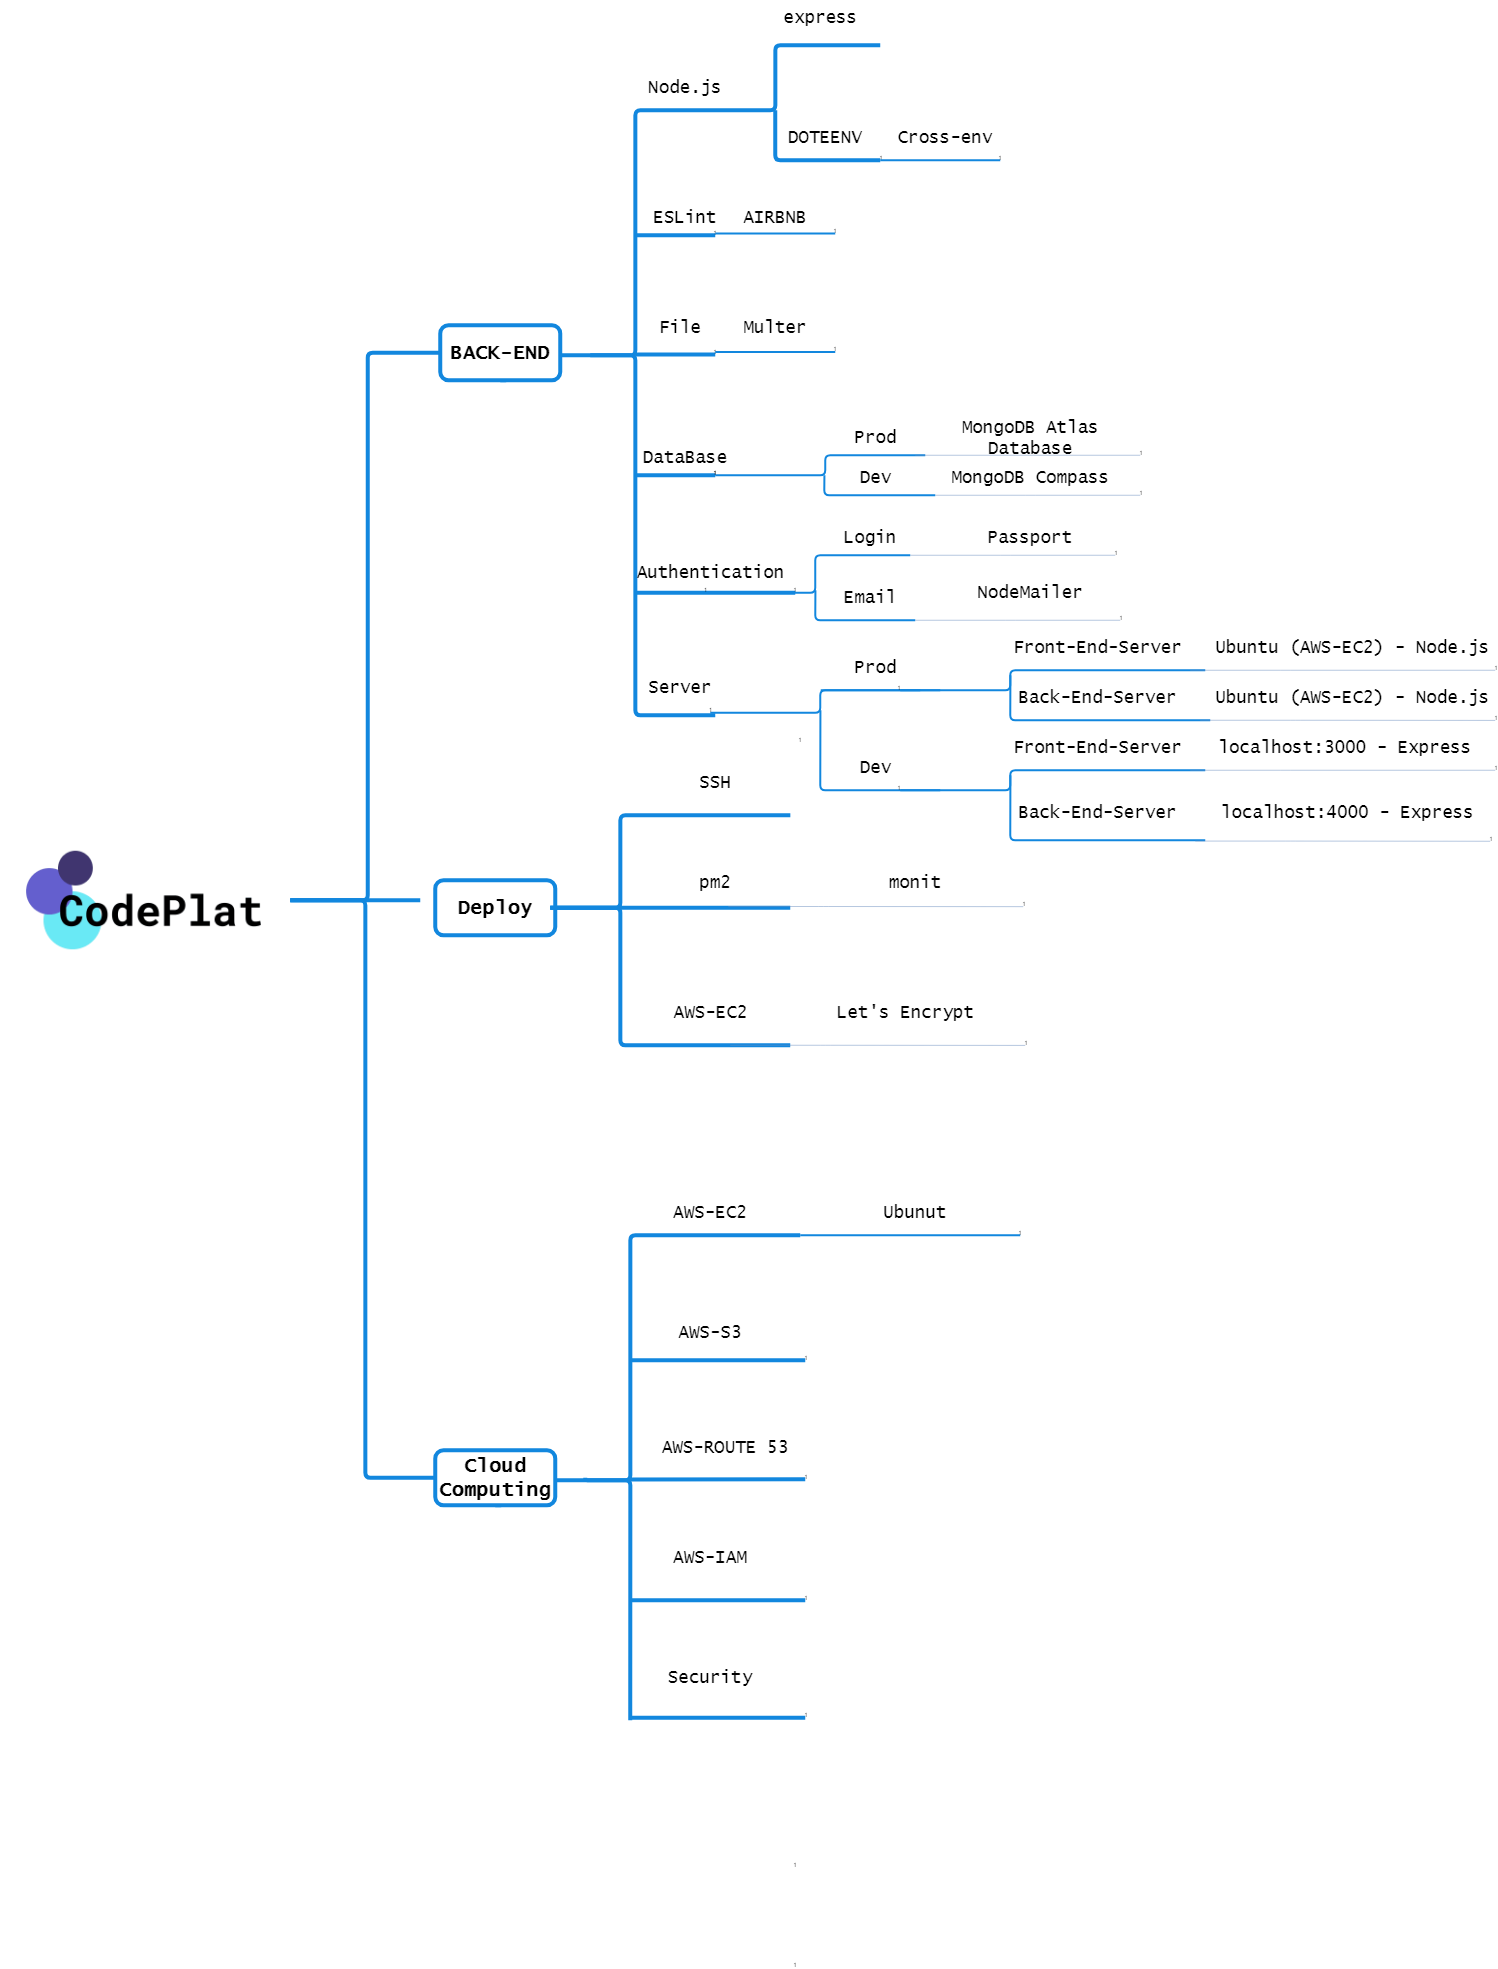 express
Node.js
DOTEENV
Cross-env
ESLint
AIRBNB
File
Multer
BACK-END
DataBase
Prod
MongoDB Atlas
Database
Dev
MongoDB Compass
Authentication
Login
Passport
Email
NodeMailer
Server
Prod
Front-End-Server
Ubuntu (AWS-EC2) - Node.js
Back-End-Server
Ubuntu (AWS-EC2) - Node.js
Dev
Front-End-Server
localhost:3000 - Express
Back-End-Server
localhost:4000 - Express
CodePlat
Deploy
SSH
pm2
monit
AWS-EC2
Let's Encrypt
Cloud
Computing
AWS-EC2
Ubunut
AWS-S3
AWS-ROUTE 53
AWS-IAM
Security